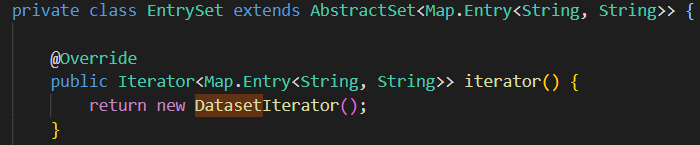 private class EntrySet extends AbstractSet<Map.Entry<String, String>> {
@Override
public Iterator<Map.Entry<String, String>> iterator() {
return new DatasetIterator();
}